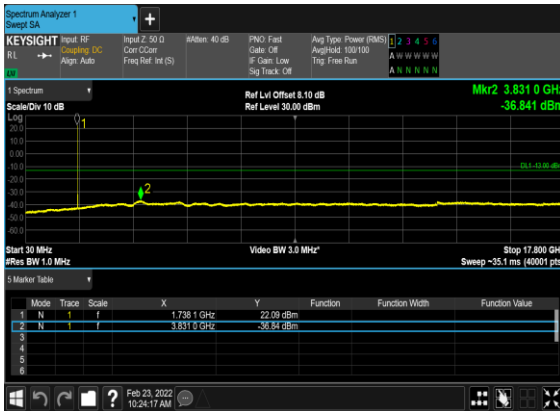 Spectrum Analyzer 1
Swept SA
+
KEYSIGHT Input: RF Input Z: 50 Ω #Atten: 40 dB PNO: Fast Avg Type: Power (RMS) 1 2 3 4 5 6
RL Coupling: DC Corr CCorr Gate: Off Avg|Hold: 100/100 A W W W W W
Align: Auto Freq Ref: Int (S) IF Gain: Low Trig: Free Run
Sig Track: Off A N N N N N
1 Spectrum
Scale/Div 10 dB
Ref Lvl Offset 8.10 dB
Ref Level 30.00 dBm
Mkr2 3.831 0 GHz
-36.841 dBm
Log
20.0
10.0
0.00
-10.0
-20.0
-30.0
-40.0
-50.0
-60.0
1
2
DL1 -13.00 dBm
Start 30 MHz Video BW 3.0 MHz* Stop 17.800 GHz
#Res BW 1.0 MHz Sweep ~35.1 ms (40001 pts)
5 Marker Table
Mode Trace Scale X Y Function Function Width Function Value
1 N 1 f 1.738 1 GHz 22.09 dBm
2 N 1 f 3.831 0 GHz -36.84 dBm
3
4
5
6
?
Feb 23, 2022
10:24:17 AM